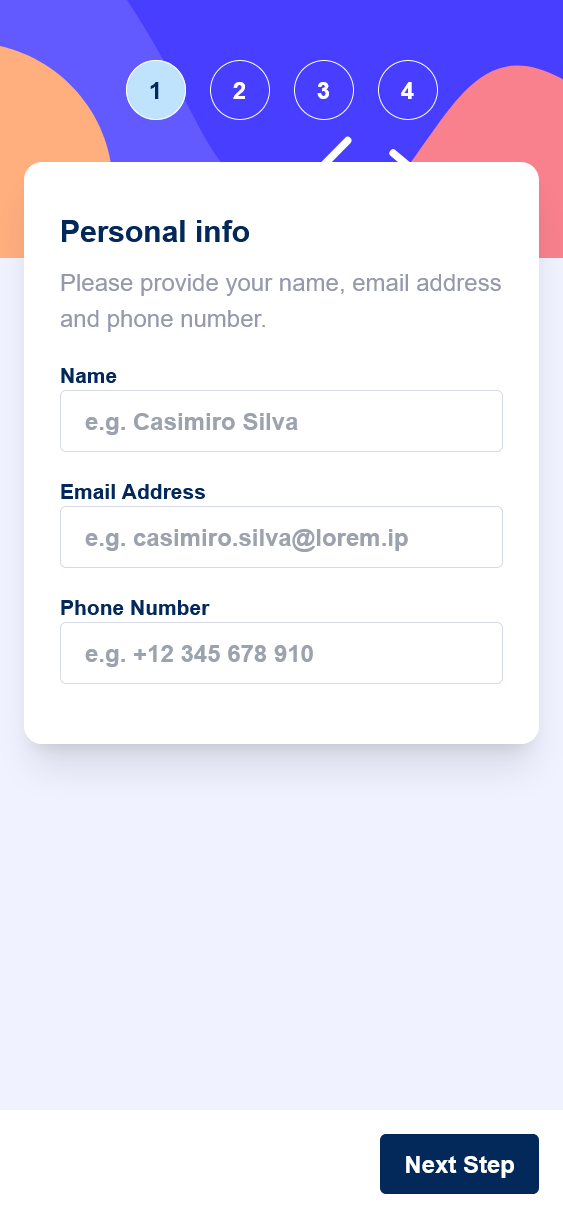 1 2 3 4
Personal info
Please provide your name, email address
and phone number.
Name
e.g. Casimiro Silva
Email Address
e.g. casimiro.silva@lorem.ip
Phone Number
e.g. +12 345 678 910
Next Step